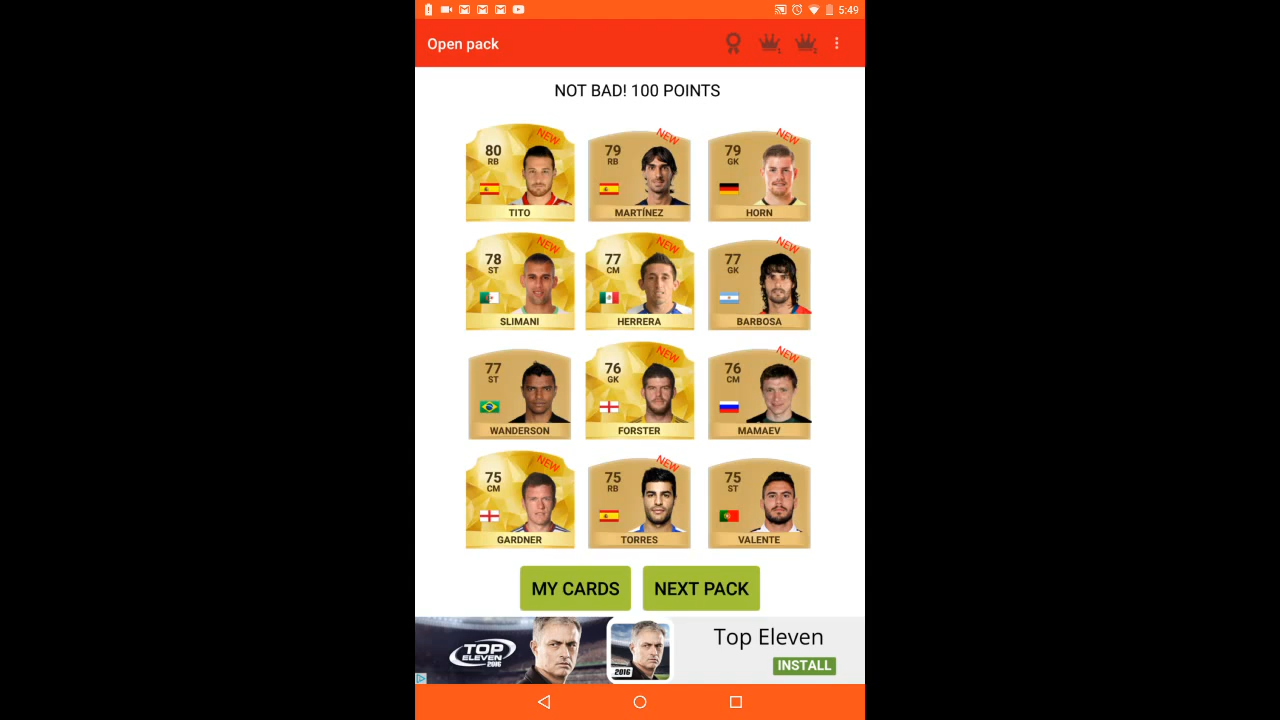 5:49
Open pack
1
2
NOT BAD! 100 POINTS
NEW NEW NEW
80 79 79
RB RB GK
TITO MARTÍNEZ HORN
NEW NEW NEW
78 77 77
ST CM GK
SLIMANI HERRERA BARBOSA
NEW NEW
77 76 76
ST GK CM
WANDERSON FORSTER MAMAEV
NEW NEW
75 75 75
CM RB ST
GARDNER TORRES VALENTE
MY CARDS NEXT PACK
TOP
ELEVEN
2016
2016
Top Eleven
INSTALL